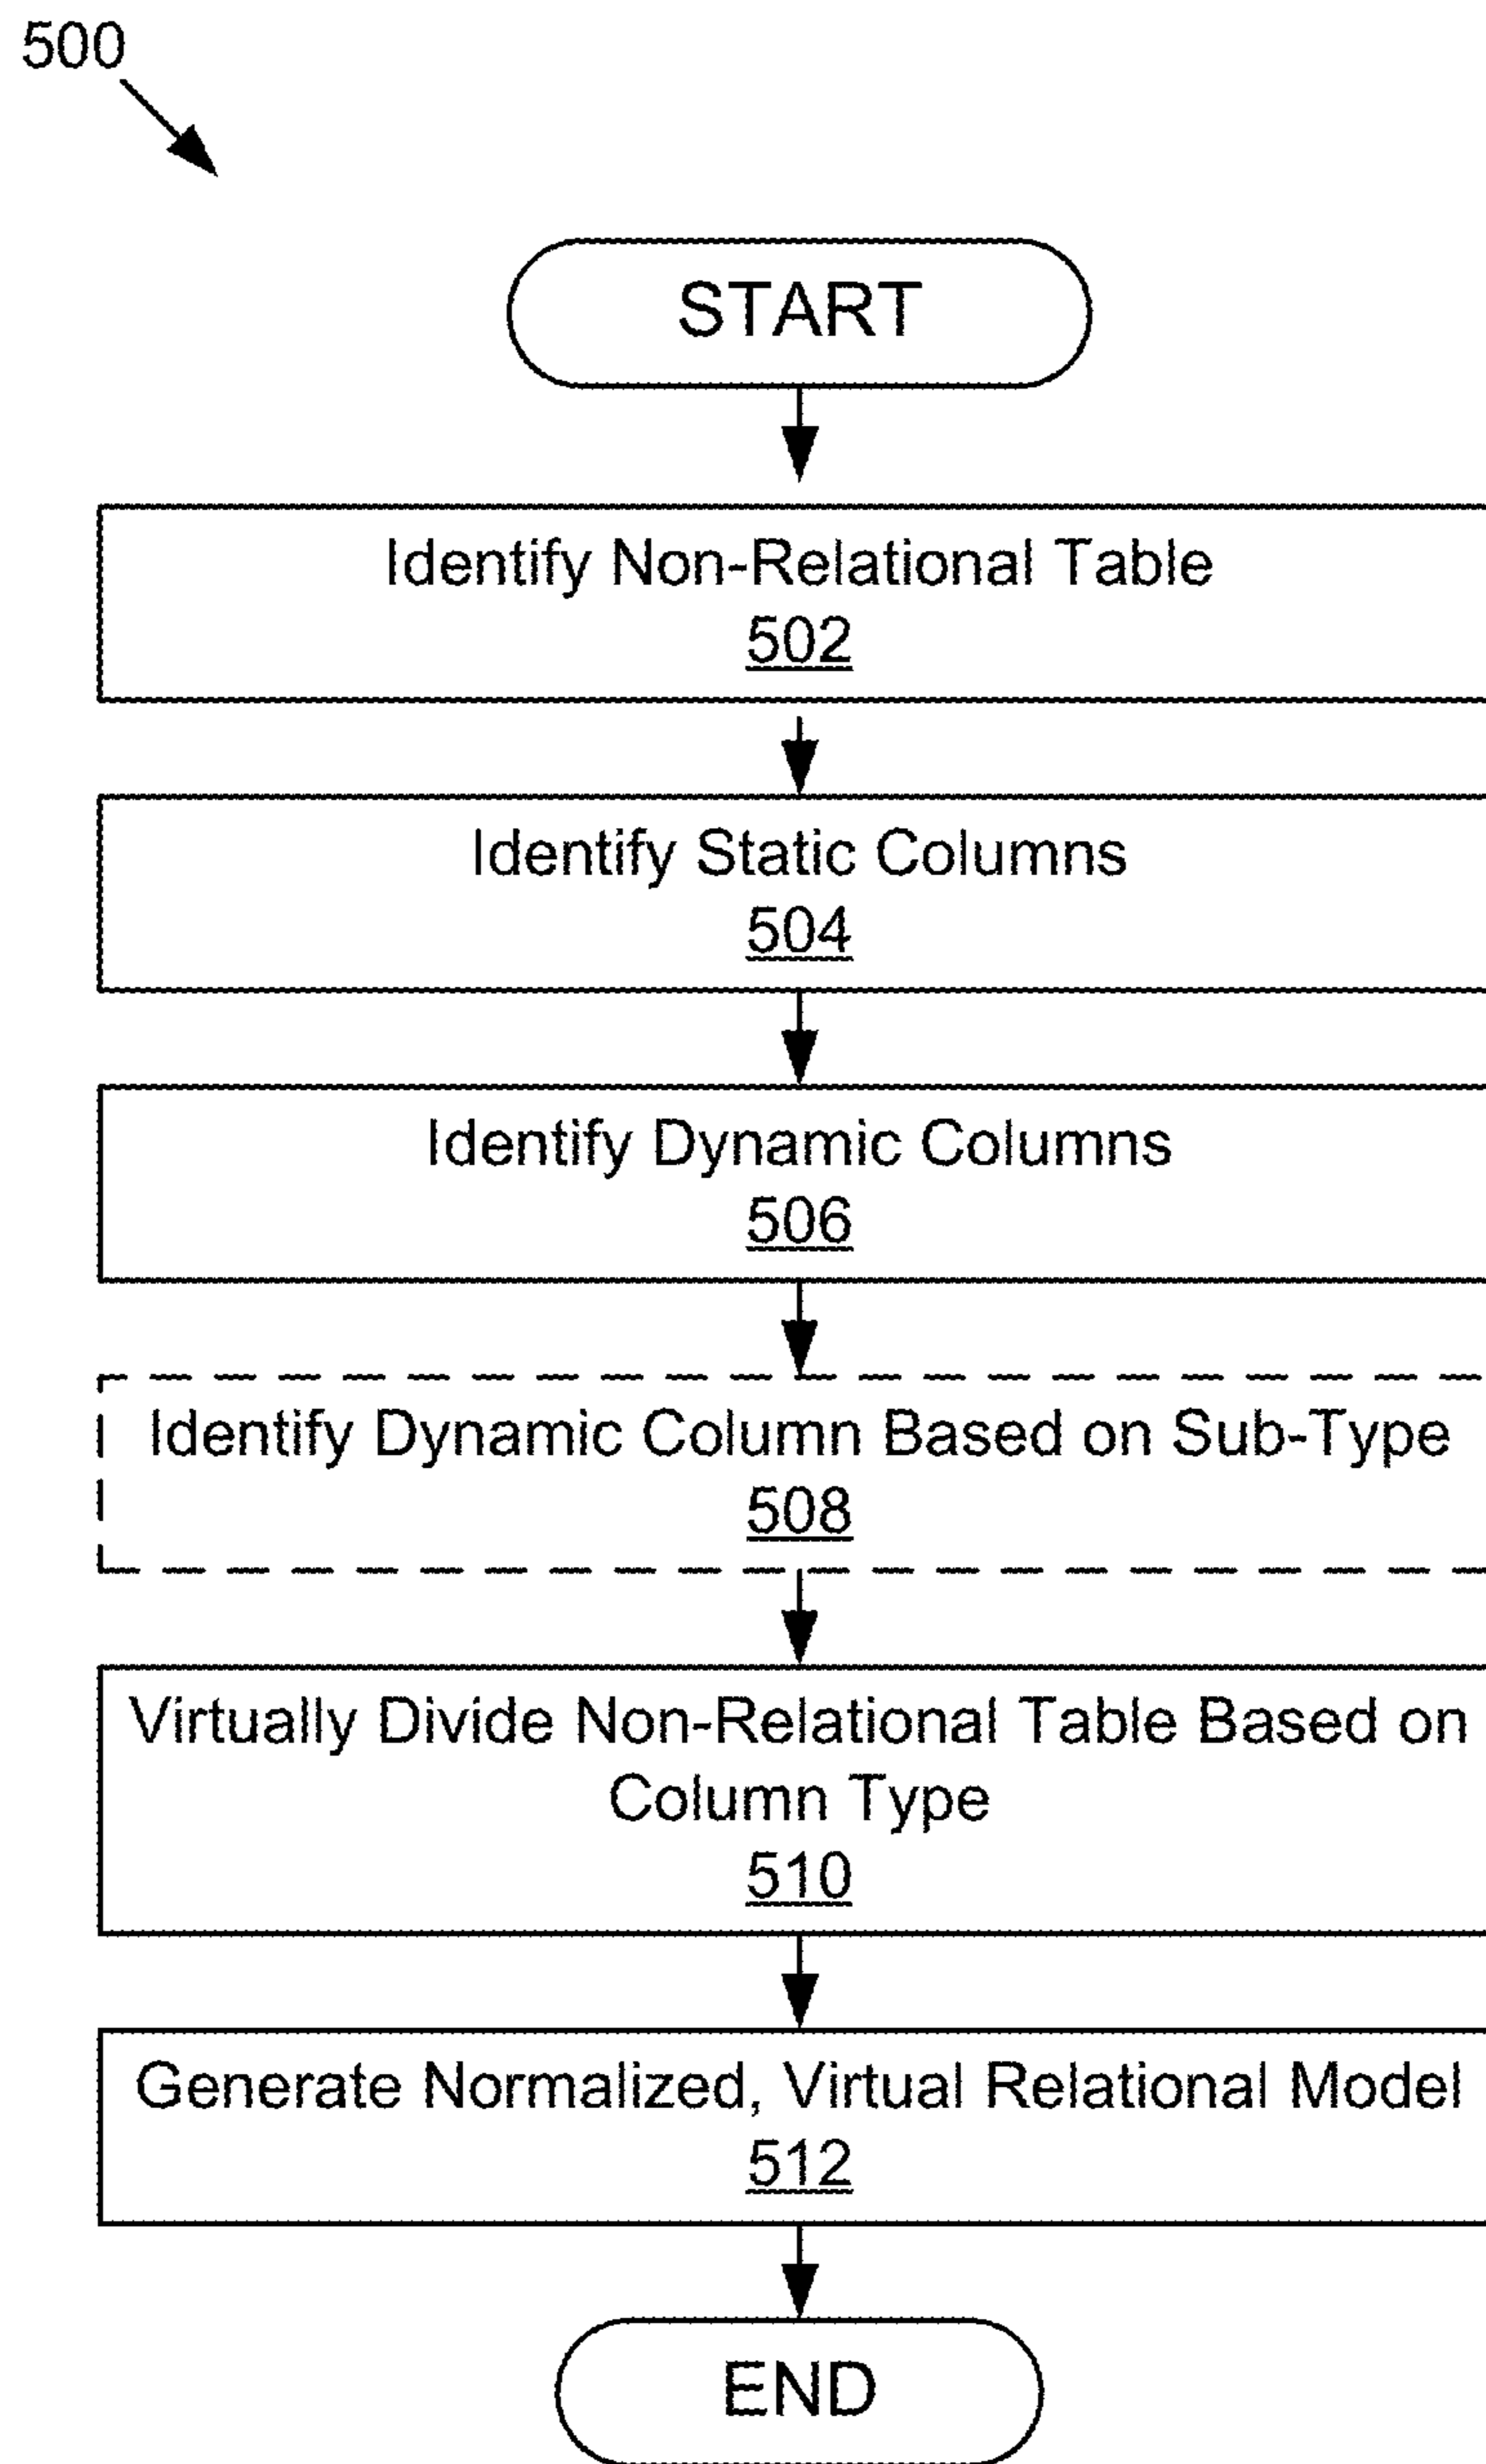 500
START
Identify Non-Relational Table
502
Identify Static Columns
504
Identify Dynamic Columns
506
Identify Dynamic Column Based on Sub-Type
508
Virtually Divide Non-Relational Table Based on
Column Type
510
Generate Normalized, Virtual Relational Model
512
END